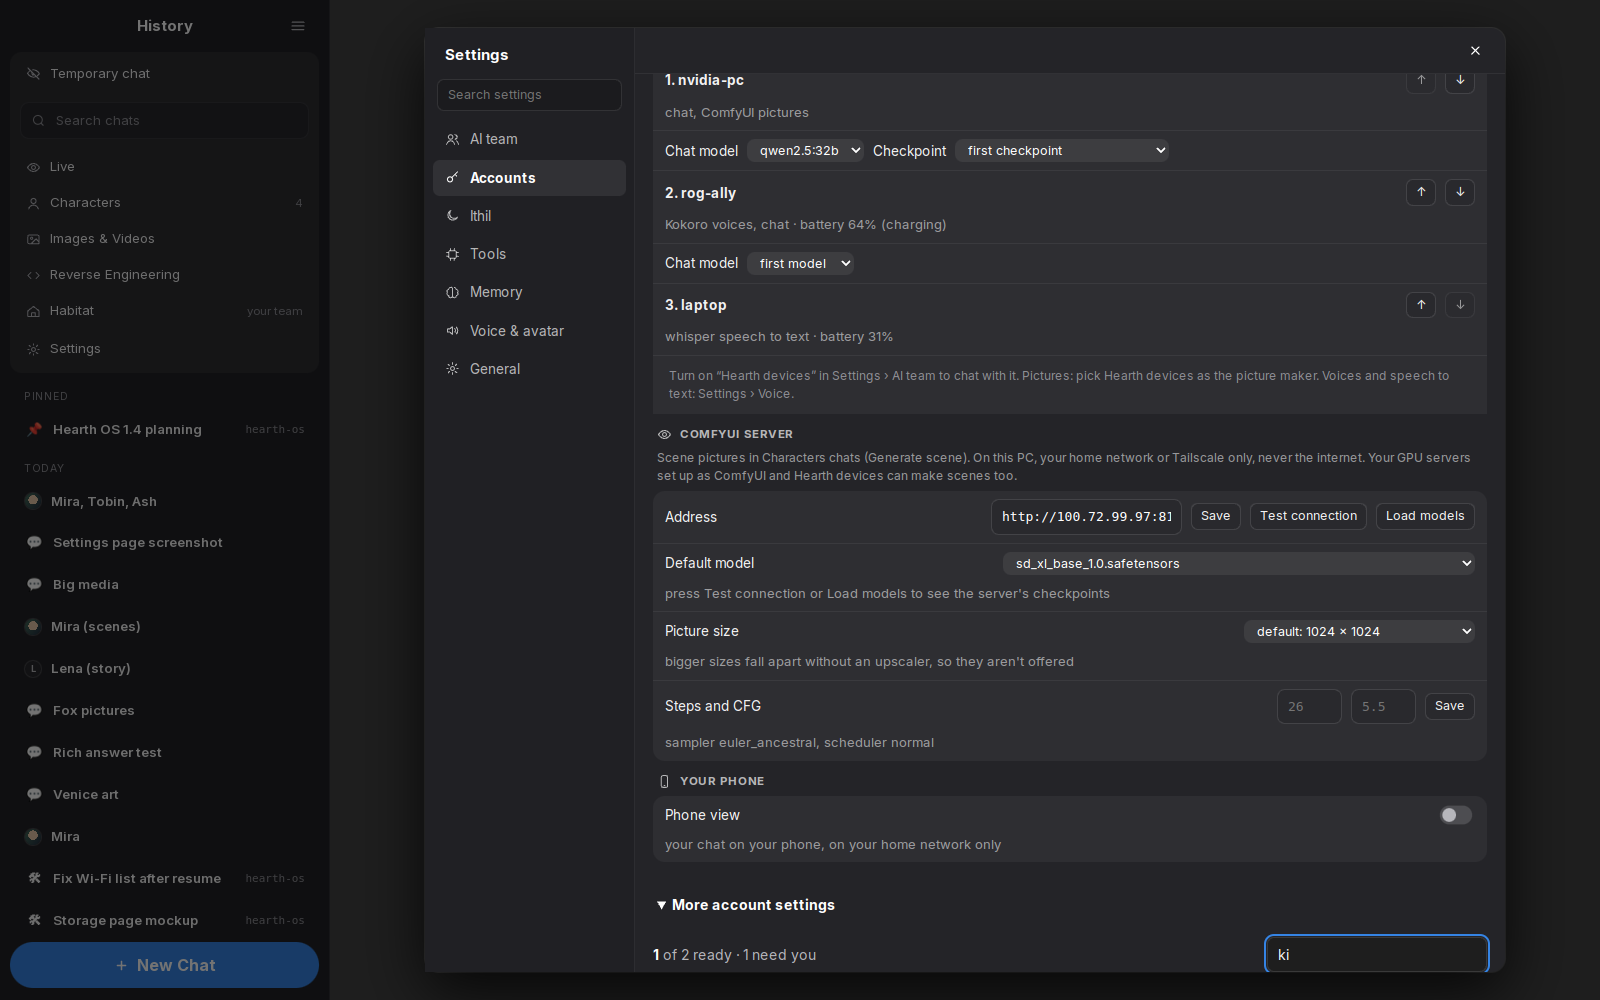 History
Temporary chat
Search chats
Live
Characters 4
Images & Videos
Reverse Engineering
Habitat your team
Settings
PINNED
Hearth OS 1.4 planning hearth-os
TODAY
Mira, Tobin, Ash
Settings page screenshot
Big media
Mira (scenes)
L Lena (story)
Fox pictures
Rich answer test
Venice art
Mira
Fix Wi-Fi list after resume hearth-os
Storage page mockup hearth-os
+ New Chat
Settings
Search settings
AI team
Accounts
Ithil
Tools
Memory
Voice & avatar
General
1. nvidia-pc
chat, ComfyUI pictures
Chat model qwen2.5:32b Checkpoint first checkpoint
2. rog-ally
Kokoro voices, chat · battery 64% (charging)
Chat model first model
3. laptop
whisper speech to text · battery 31%
Turn on “Hearth devices” in Settings › AI team to chat with it. Pictures: pick Hearth devices as the picture maker. Voices and speech to
text: Settings › Voice.
COMFYUI SERVER
Scene pictures in Characters chats (Generate scene). On this PC, your home network or Tailscale only, never the internet. Your GPU servers
set up as ComfyUI and Hearth devices can make scenes too.
Address http://100.72.99.97:81 Save Test connection Load models
Default model sd_xl_base_1.0.safetensors
press Test connection or Load models to see the server's checkpoints
Picture size default: 1024 × 1024
bigger sizes fall apart without an upscaler, so they aren't offered
Steps and CFG 26 5.5 Save
sampler euler_ancestral, scheduler normal
YOUR PHONE
Phone view
your chat on your phone, on your home network only
More account settings
1 of 2 ready · 1 need you ki